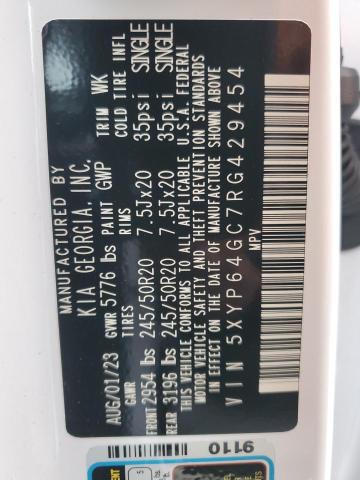 MANUFACTURED BY
KIA GEORGIA, INC.
AUG/01/23 GVWR 5776 lbs PAINT GWP TRIM WK
GAWR TIRES RIMS COLD TIRE INFL
FRONT 2954 lbs 245/50R20 7.5Jx20 35psi SINGLE
REAR 3196 lbs 245/50R20 7.5Jx20 35psi SINGLE
THIS VEHICLE CONFORMS TO ALL APPLICABLE U.S.A. FEDERAL
MOTOR VEHICLE SAFETY AND THEFT PREVENTION STANDARDS
IN EFFECT ON THE DATE OF MANUFACTURE SHOWN ABOVE
VIN 5XYP64GC7RG429454
MPV
9110